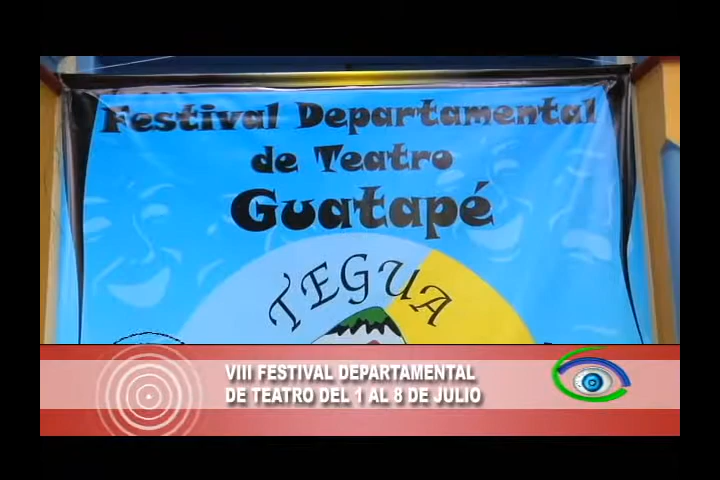 Festival Departamental
de Teatro
Guatapé
TEGUA
VIII FESTIVAL DEPARTAMENTAL
DE TEATRO DEL 1 AL 8 DE JULIO